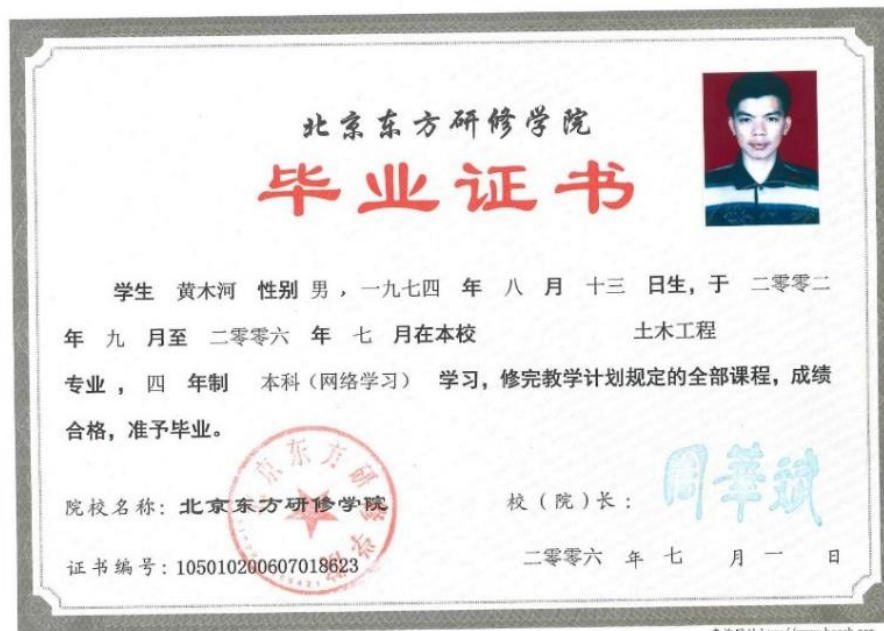 北京东方研修学院
毕业证书
学生 黄木河 性别 男，一九七四 年 八 月 十三 日生，于 二零零二
年 九 月至 二零零六 年 七 月在本校 土木工程
专业，四 年制 本科（网络学习） 学习，修完教学计划规定的全部课程，成绩
合格，准予毕业。
院校名称：北京东方研修学院
校（院）长：周華斌
证书编号：105010200607018623
二零零六 年 七 月 一 日